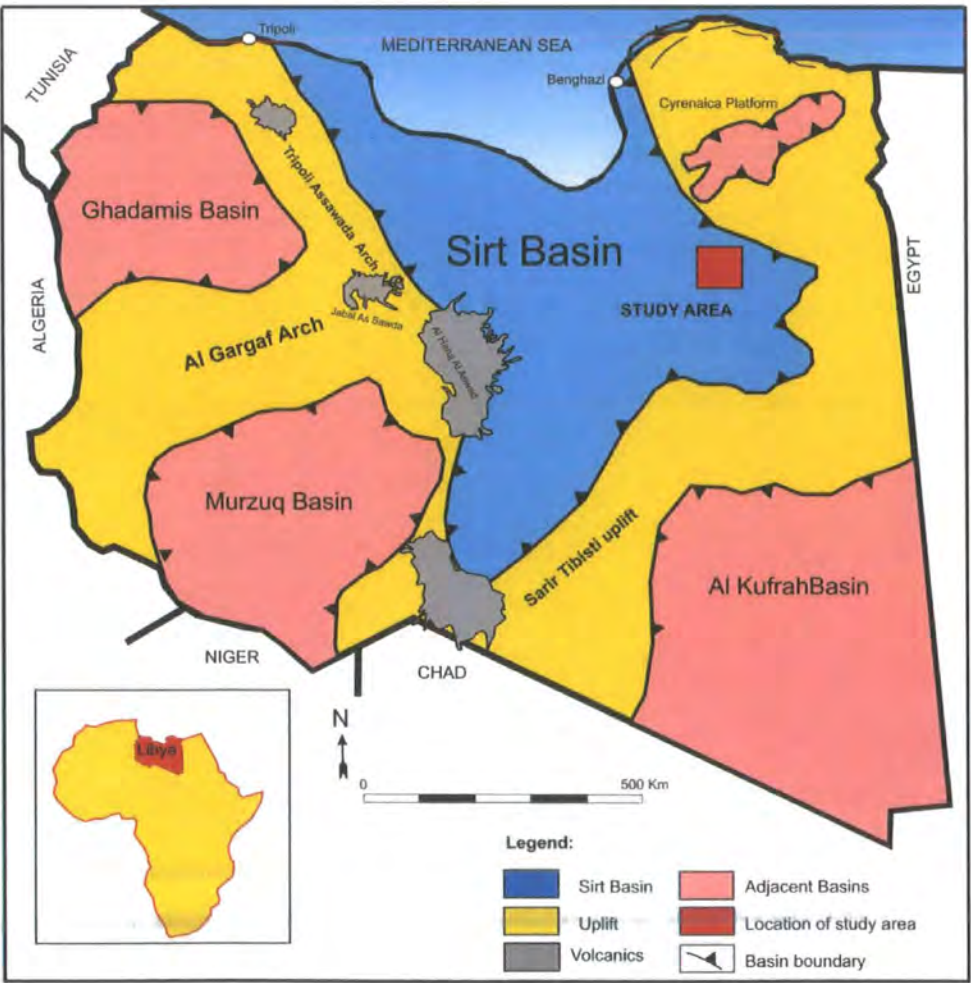 Tripoli
MEDITERRANEAN SEA
TUNISIA
Benghazi
Cyrenaica Platform
Tripoli Assawada Arch
Ghadamis Basin
Sirt Basin
EGYPT
ALGERIA
STUDY AREA
Jabal As Sawda
Al Gargaf Arch
Al Haruj Al Aswad
Murzuq Basin
Sarir Tibisti uplift
Al KufrahBasin
NIGER
CHAD
N
Libya
0
500 Km
Legend:
Sirt Basin
Adjacent Basins
Uplift
Location of study area
Volcanics
Basin boundary